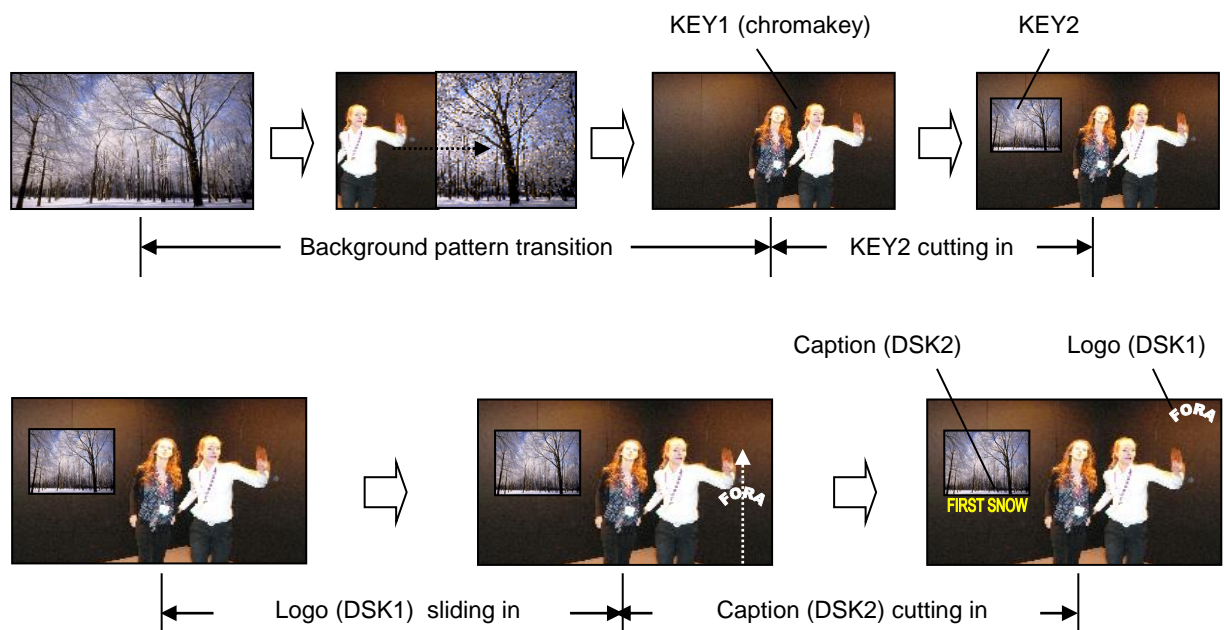 KEY1 (chromakey)
KEY2
Background pattern transition
KEY2 cutting in
Caption (DSK2)
Logo (DSK1)
FORA
FORA
FIRST SNOW
Logo (DSK1) sliding in
Caption (DSK2) cutting in